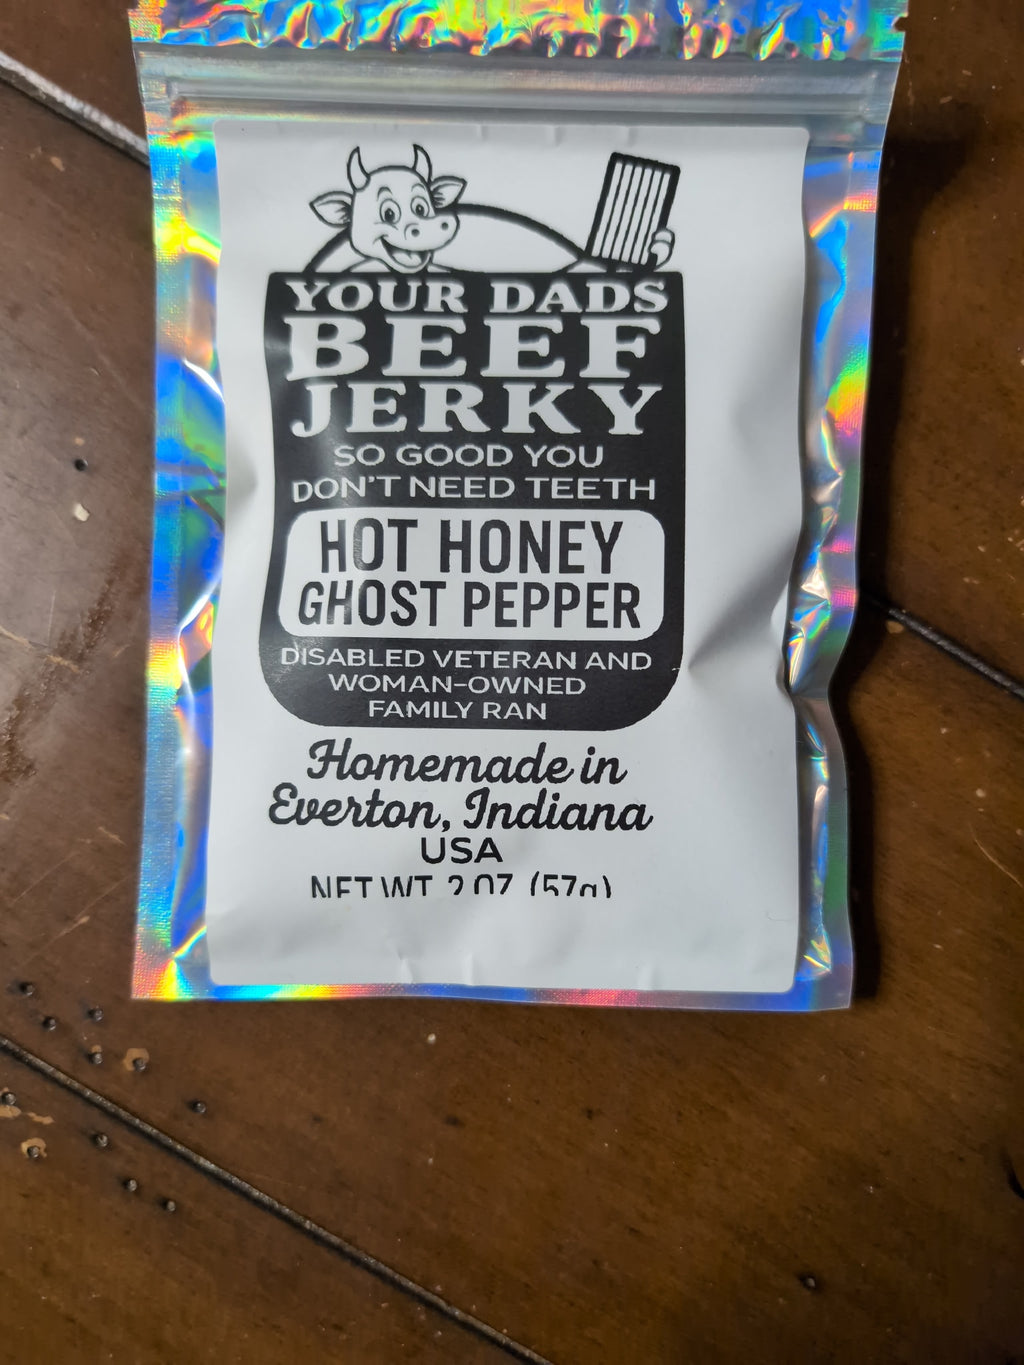 YOUR DADS
BEEF
JERKY
SO GOOD YOU
DON'T NEED TEETH
HOT HONEY
GHOST PEPPER
DISABLED VETERAN AND
WOMAN-OWNED
FAMILY RAN
Homemade in
Everton, Indiana
USA
NET WT 2 OZ (57g)